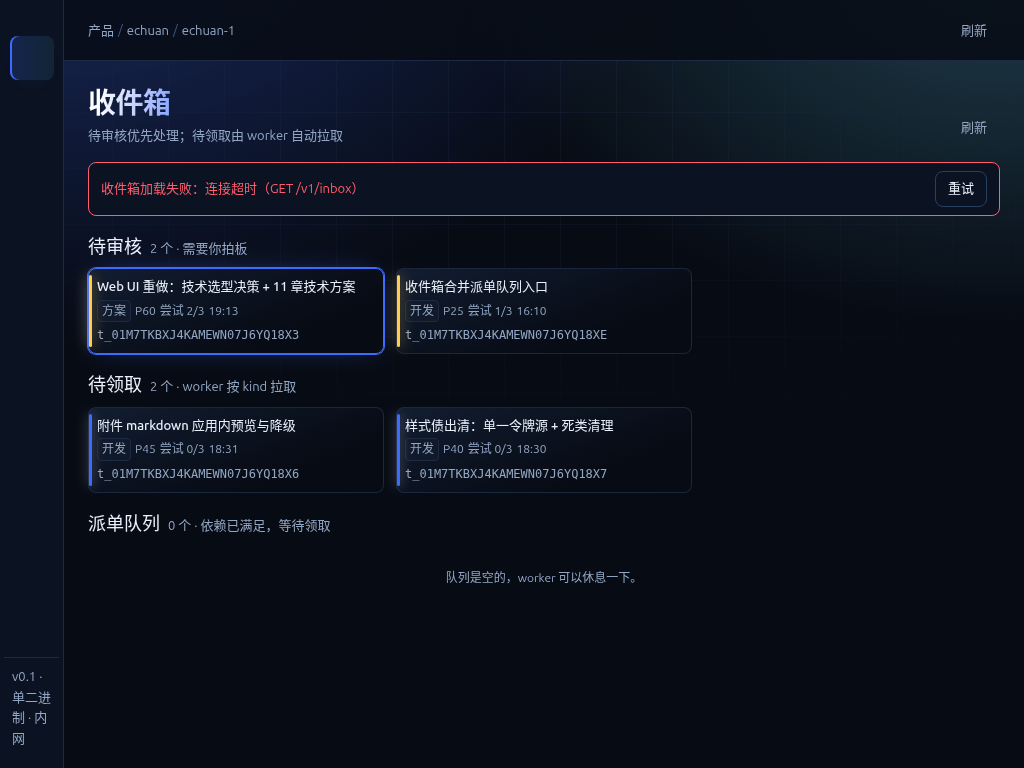 产品 / echuan / echuan-1
刷新
收件箱
待审核优先处理；待领取由 worker 自动拉取
刷新
收件箱加载失败：连接超时（GET /v1/inbox）
重试
待审核 2 个 · 需要你拍板
Web UI 重做：技术选型决策 + 11 章技术方案
方案 P60 尝试 2/3 19:13
t_01M7TKBXJ4KAMEWN07J6YQ18X3
收件箱合并派单队列入口
开发 P25 尝试 1/3 16:10
t_01M7TKBXJ4KAMEWN07J6YQ18XE
待领取 2 个 · worker 按 kind 拉取
附件 markdown 应用内预览与降级
开发 P45 尝试 0/3 18:31
t_01M7TKBXJ4KAMEWN07J6YQ18X6
样式债出清：单一令牌源 + 死类清理
开发 P40 尝试 0/3 18:30
t_01M7TKBXJ4KAMEWN07J6YQ18X7
派单队列 0 个 · 依赖已满足，等待领取
队列是空的，worker 可以休息一下。
v0.1 ·
单二进
制 · 内
网